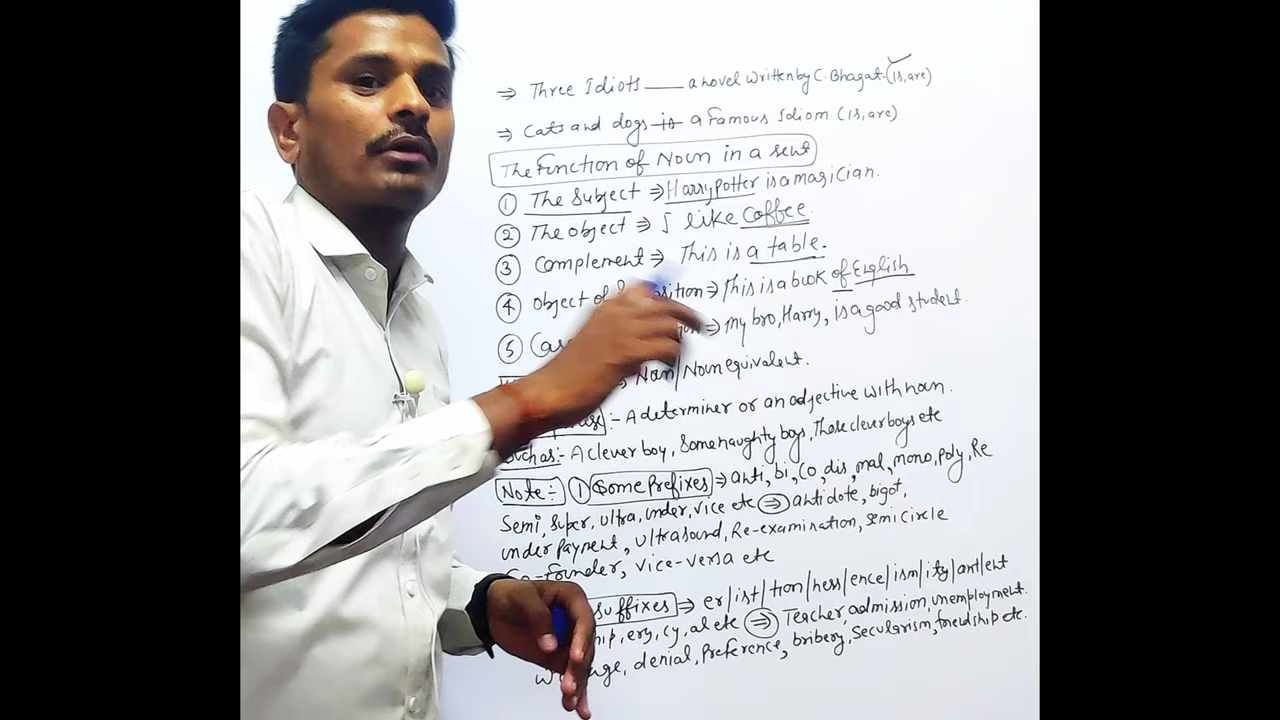 ⇒ Three Idiots ___ a novel written by C. Bhagat. (is, are)
⇒ Cats and dogs is a famous Idiom. (is, are)
The Function of Noun in a sent
① The Subject ⇒ Harry Potter is a magician.
② The object ⇒ I like Coffee.
③ Complement ⇒ This is a table.
④ Object of ⇒ This is a book of English
⑤ ⇒ my bro, Harry, is a good student.
⇒ Noun/Noun equivalent.
:- A determiner or an adjective with noun.
Such as:- A clever boy, Some naughty boys, Those clever boys etc
Note:- ① Some Prefixes ⇒ anti, bi, Co, dis, mal, mono, poly, Re
Semi, Super, ultra, under, vice etc ⇒ antidote, bigot,
under payment, ultrasound, Re-examination, semicircle
Co-founder, vice-versa etc
suffixes ⇒ er/ist/tion/ness/ence/ism/ity/ant/ent
ery, cy, al etc ⇒ Teacher, admission, unemployment.
denial, Preference, bribery, Secularism, friendship etc.